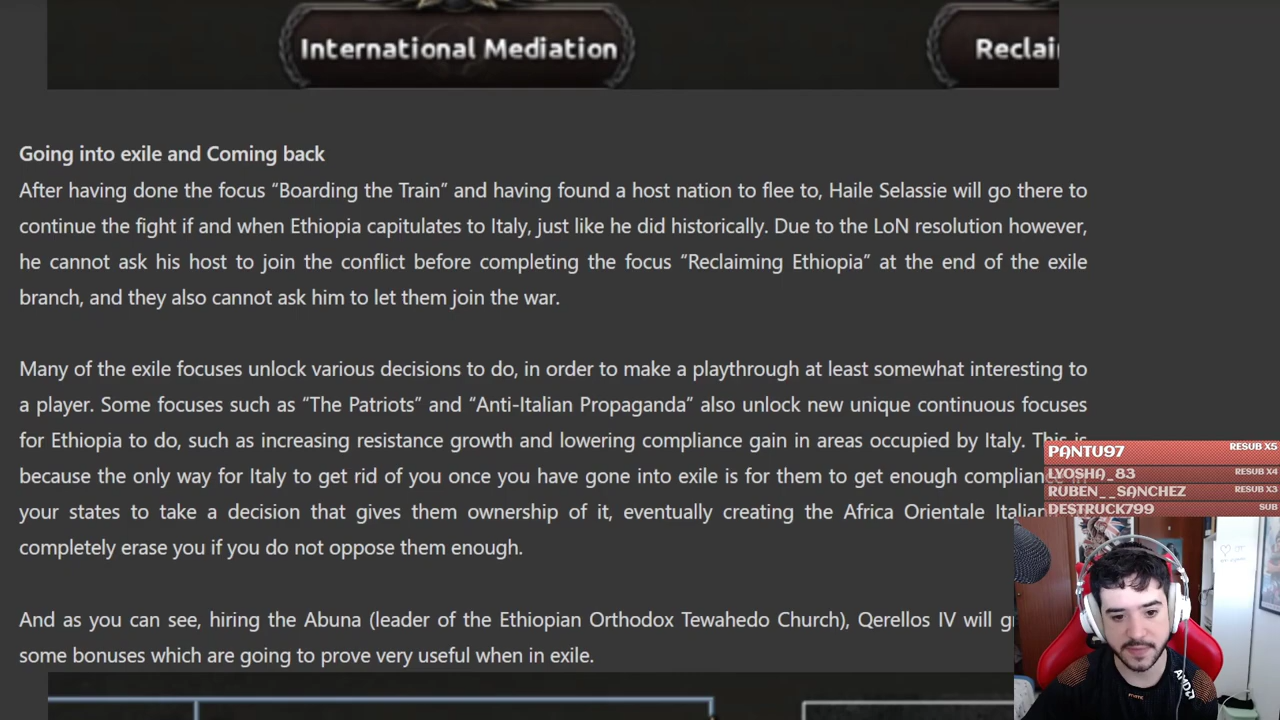 International Mediation
Reclai
Going into exile and Coming back
After having done the focus “Boarding the Train” and having found a host nation to flee to, Haile Selassie will go there to
continue the fight if and when Ethiopia capitulates to Italy, just like he did historically. Due to the LoN resolution however,
he cannot ask his host to join the conflict before completing the focus “Reclaiming Ethiopia” at the end of the exile
branch, and they also cannot ask him to let them join the war.
Many of the exile focuses unlock various decisions to do, in order to make a playthrough at least somewhat interesting to
a player. Some focuses such as “The Patriots” and “Anti-Italian Propaganda” also unlock new unique continuous focuses
for Ethiopia to do, such as increasing resistance growth and lowering compliance gain in areas occupied by Italy. This is
because the only way for Italy to get rid of you once you have gone into exile is for them to get enough complian
your states to take a decision that gives them ownership of it, eventually creating the Africa Orientale Italian
completely erase you if you do not oppose them enough.
And as you can see, hiring the Abuna (leader of the Ethiopian Orthodox Tewahedo Church), Qerellos IV will g
some bonuses which are going to prove very useful when in exile.
PANTU97 RESUB X5
LYOSHA_83 RESUB X4
RUBEN__SANCHEZ RESUB X3
DESTRUCK799 SUB
AMD